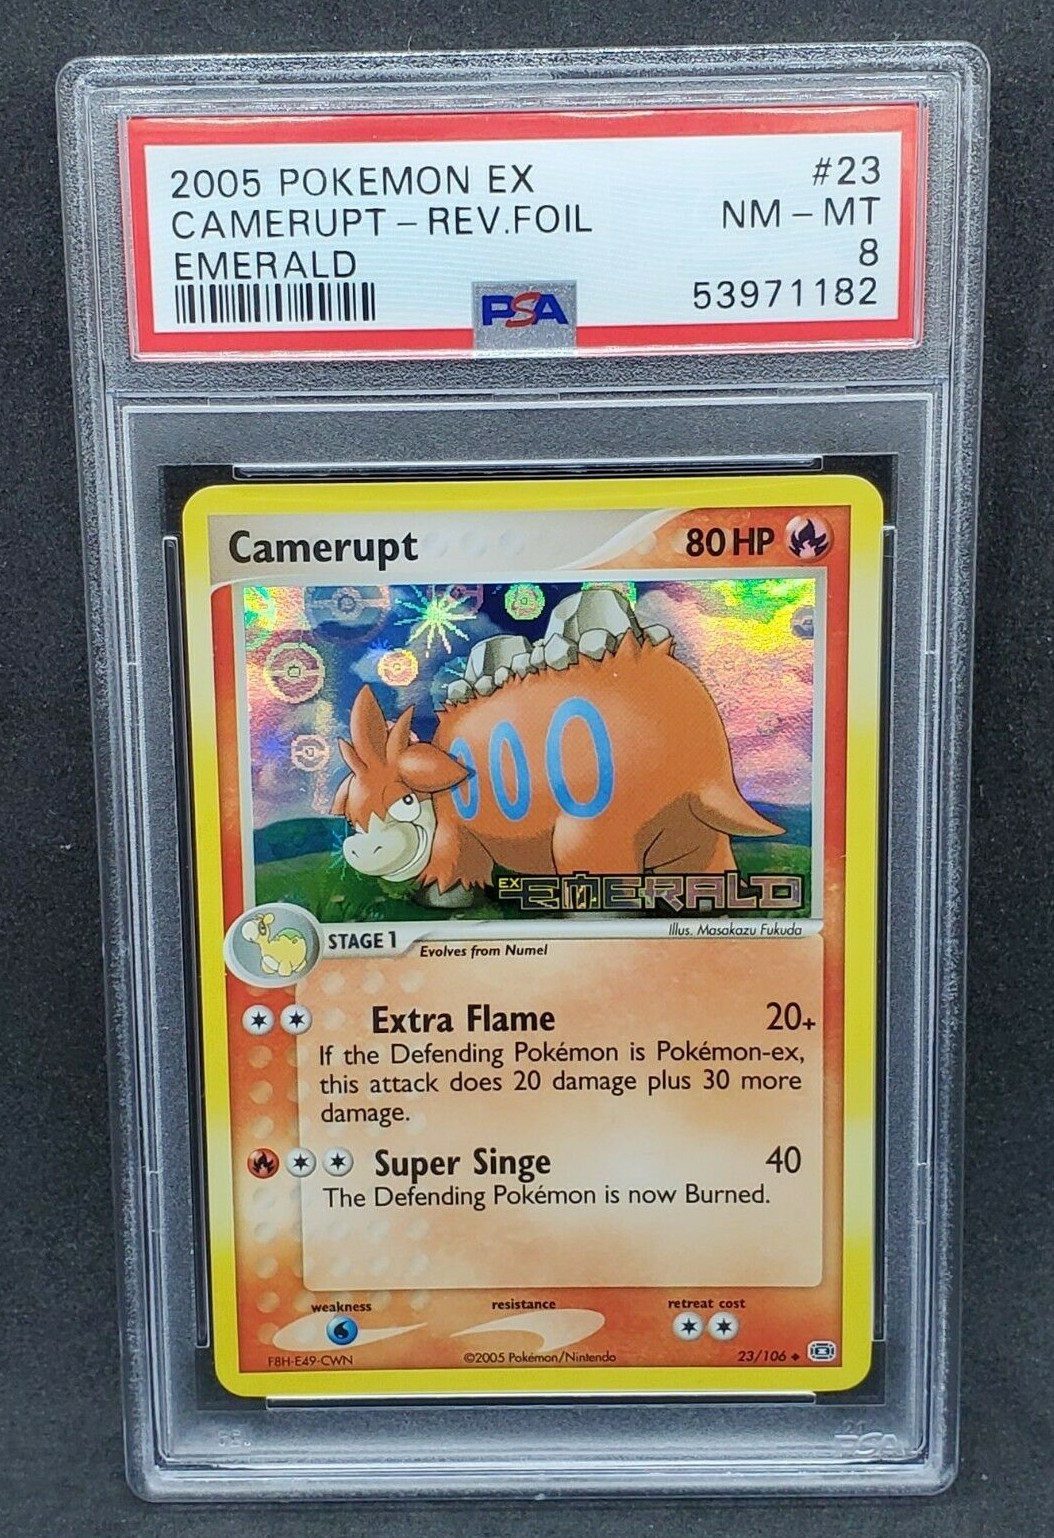 2005 POKEMON EX
#23
CAMERUPT - REV.FOIL
NM - MT
EMERALD
8
PSA
53971182
Camerupt
80 HP
EX EMERALD
Illus. Masakazu Fukuda
STAGE 1
Evolves from Numel
Extra Flame
20+
If the Defending Pokémon is Pokémon-ex,
this attack does 20 damage plus 30 more
damage.
Super Singe
40
The Defending Pokémon is now Burned.
weakness
resistance
retreat cost
F8H-E49-CWN
©2005 Pokémon/Nintendo
23/106
PSA